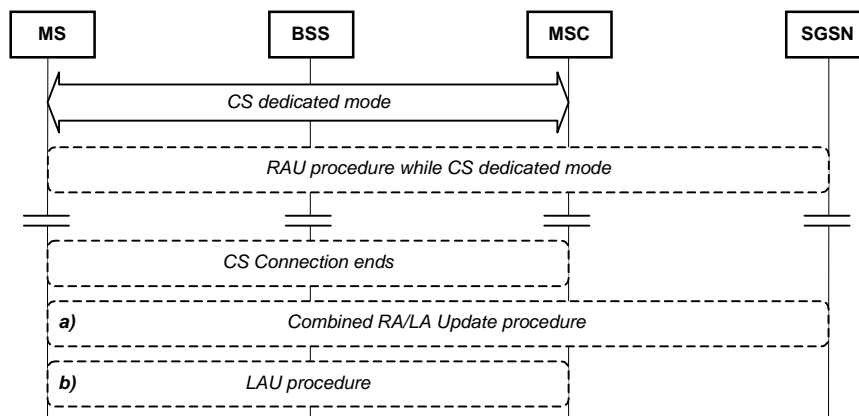 MS BSS MSC SGSN
CS dedicated mode
RAU procedure while CS dedicated mode
CS Connection ends
a) Combined RA/LA Update procedure
b) LAU procedure